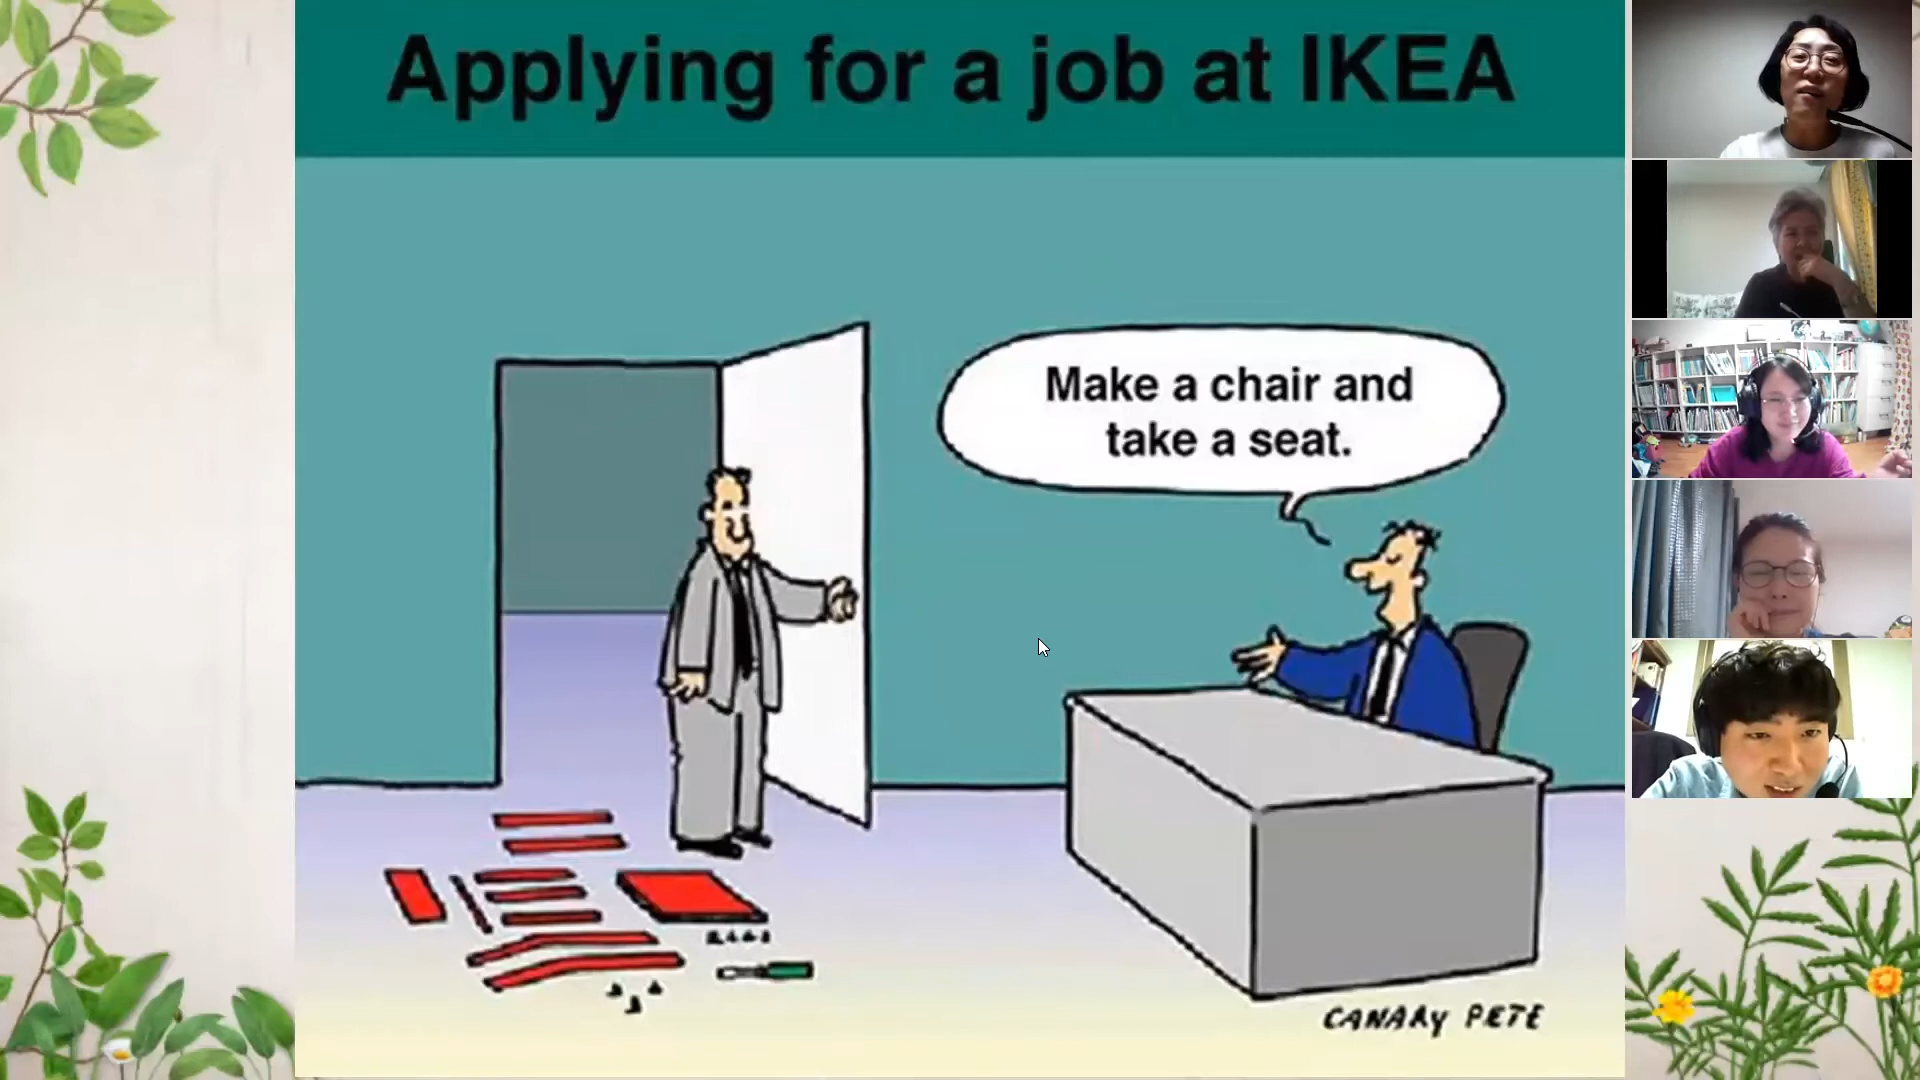 Applying for a job at IKEA
Make a chair and
take a seat.
CANARY PETE